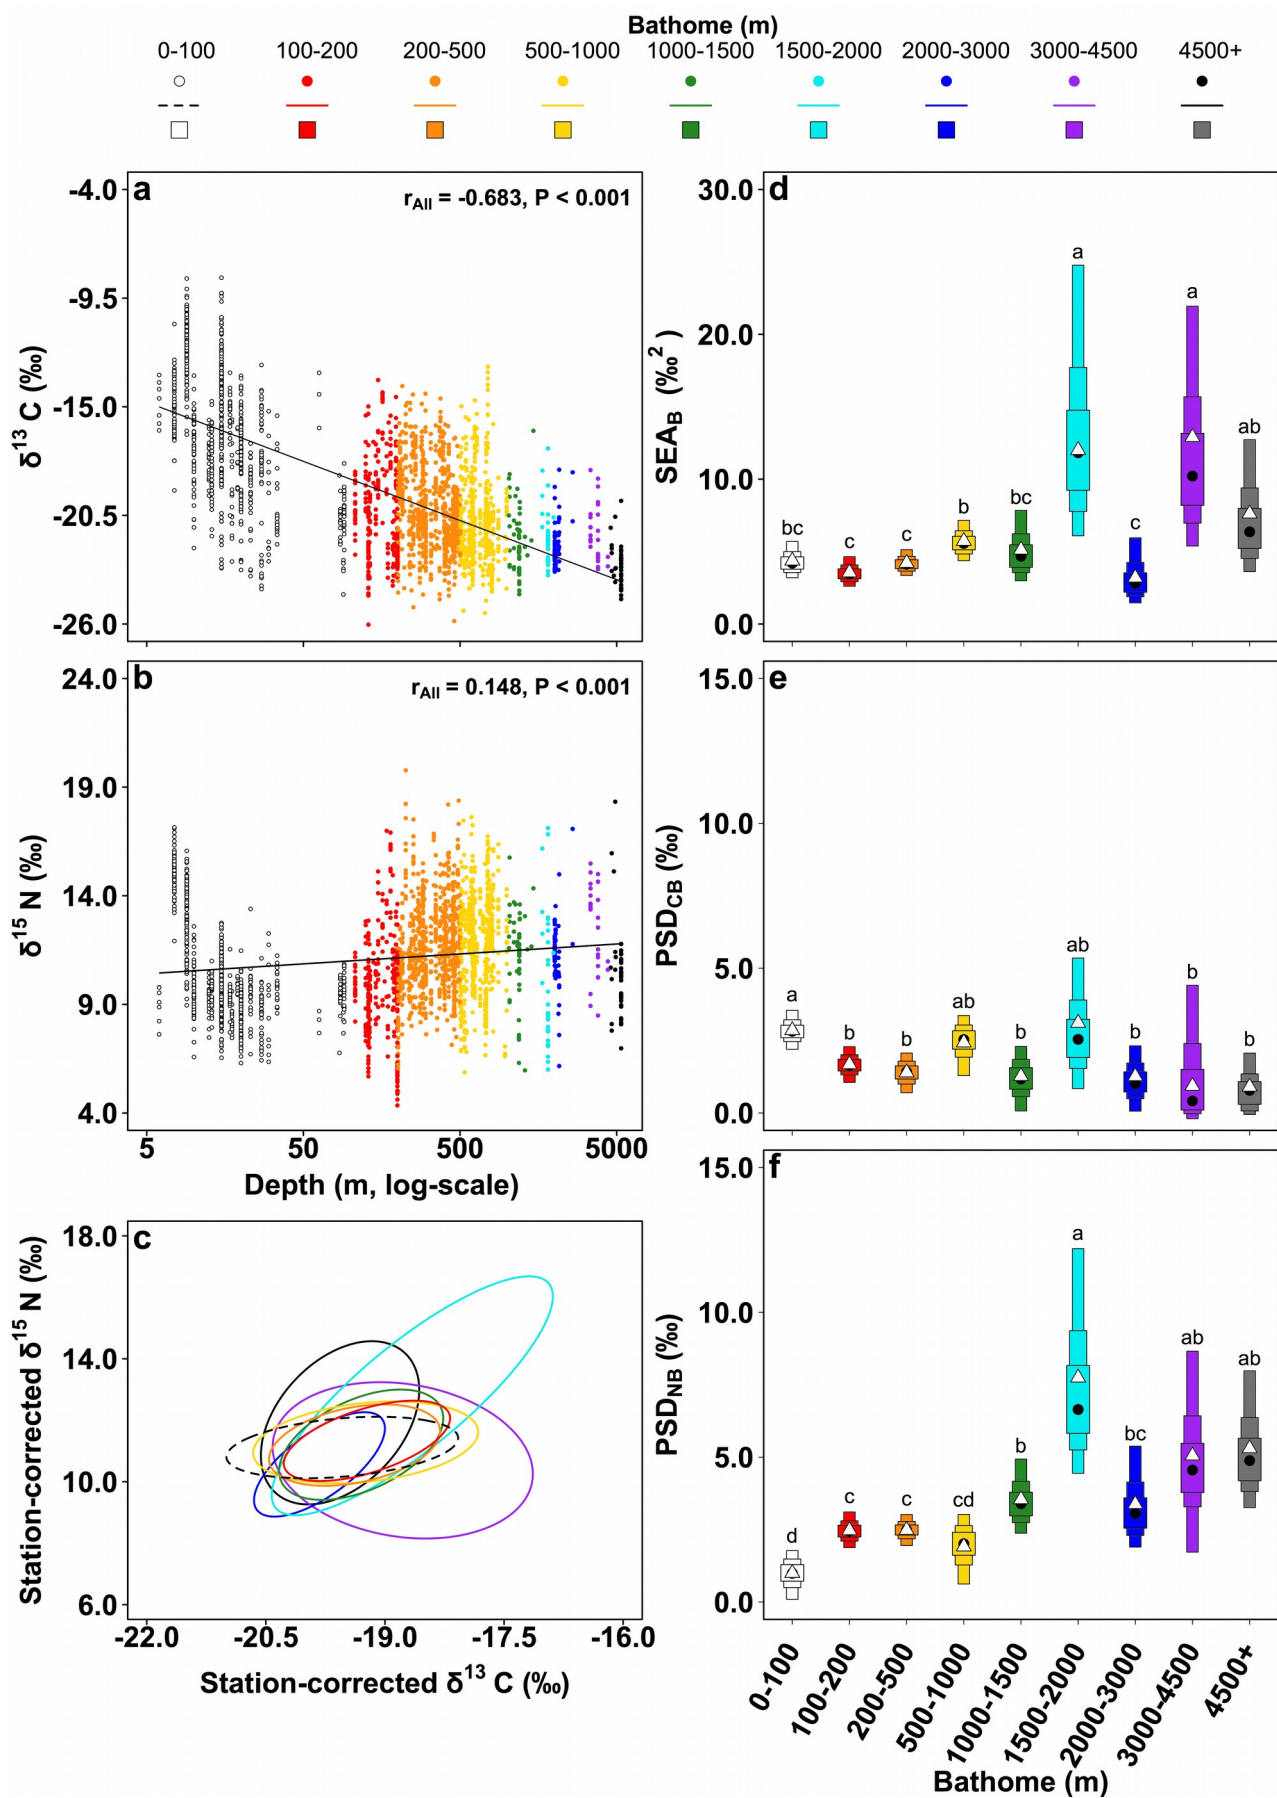 Bathome (m)
0-100 100-200 200-500 500-1000 1000-1500 1500-2000 2000-3000 3000-4500 4500+
a
r All = -0.683, P < 0.001
-4.0
-9.5
-15.0
-20.5
-26.0
δ13 C (‰)
b
r All = 0.148, P < 0.001
24.0
19.0
14.0
9.0
4.0
δ15 N (‰)
5 50 500 5000
Depth (m, log-scale)
c
18.0
14.0
10.0
6.0
Station-corrected δ15 N (‰)
-22.0 -20.5 -19.0 -17.5 -16.0
Station-corrected δ13 C (‰)
d
30.0
20.0
10.0
0.0
SEAB (‰2)
bc c c b bc a c a ab
e
15.0
10.0
5.0
0.0
PSDCB (‰)
a b b ab b ab b b b
f
15.0
10.0
5.0
0.0
PSDNB (‰)
d c c cd b a bc ab ab
0-100 100-200 200-500 500-1000 1000-1500 1500-2000 2000-3000 3000-4500 4500+
Bathome (m)